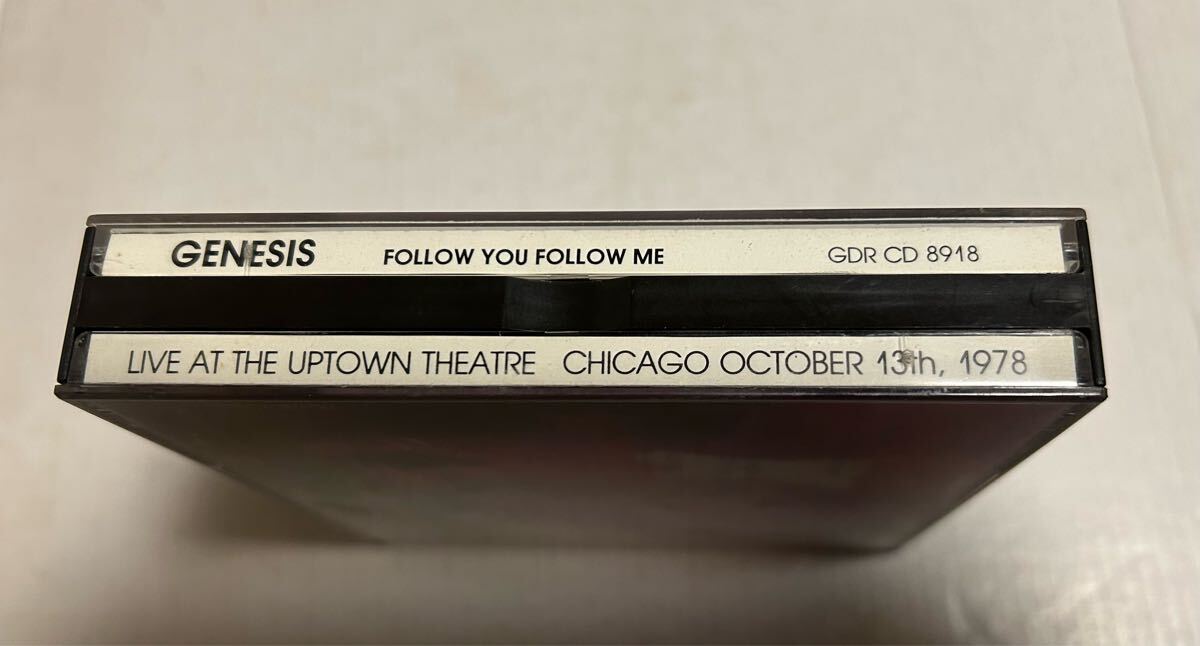 GENESIS FOLLOW YOU FOLLOW ME GDR CD 8918
LIVE AT THE UPTOWN THEATRE CHICAGO OCTOBER 13th, 1978